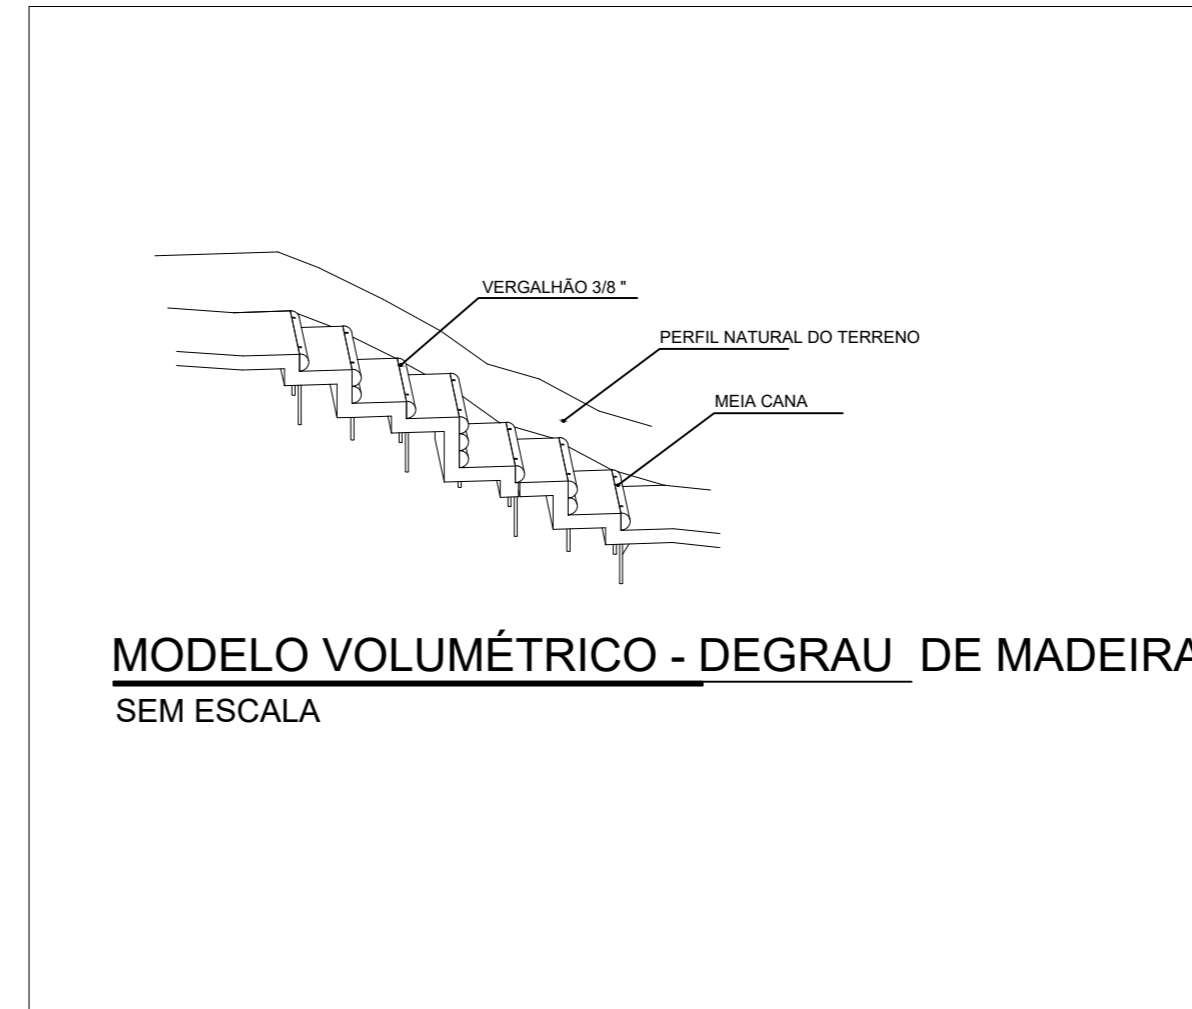 VERGALHÃO 3/8 "
PERFIL NATURAL DO TERRENO
MEIA CANA
MODELO VOLUMÉTRICO - DEGRAU DE MADEIRA
SEM ESCALA